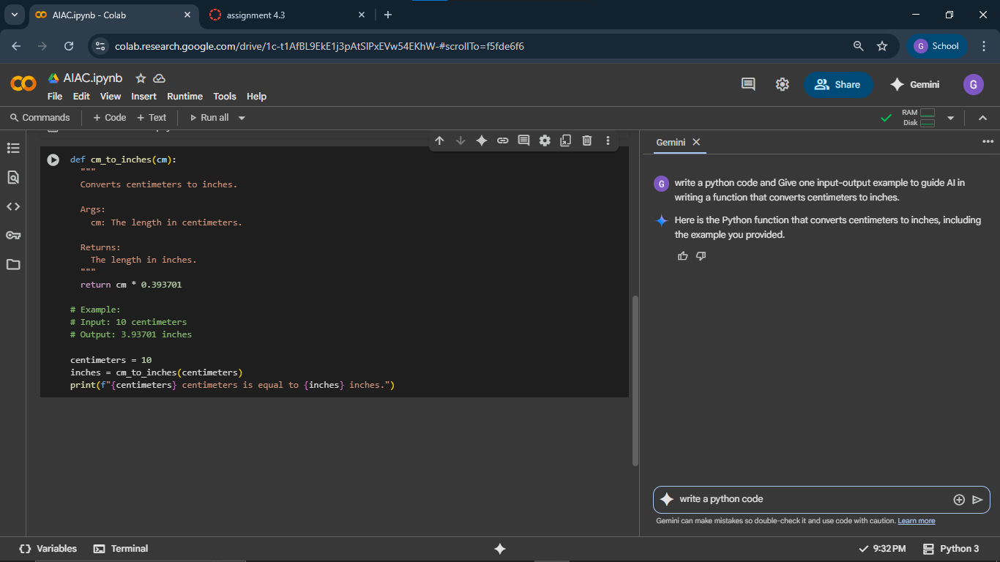 AIAC.ipynb - Colab
assignment 4.3
colab.research.google.com/drive/1c-t1AfBL9EkE1j3pAtSIPxEVw54EKhW-#scrollTo=f5fde6f6
G School
AIAC.ipynb
File Edit View Insert Runtime Tools Help
Share
Gemini
G
Commands + Code + Text Run all
RAM
Disk
def cm_to_inches(cm):
"""
Converts centimeters to inches.
Args:
cm: The length in centimeters.
Returns:
The length in inches.
"""
return cm * 0.393701
# Example:
# Input: 10 centimeters
# Output: 3.93701 inches
centimeters = 10
inches = cm_to_inches(centimeters)
print(f"{centimeters} centimeters is equal to {inches} inches.")
Gemini
G
write a python code and Give one input-output example to guide AI in
writing a function that converts centimeters to inches.
Here is the Python function that converts centimeters to inches, including
the example you provided.
write a python code
Gemini can make mistakes so double-check it and use code with caution. Learn more
{} Variables Terminal
9:32 PM Python 3